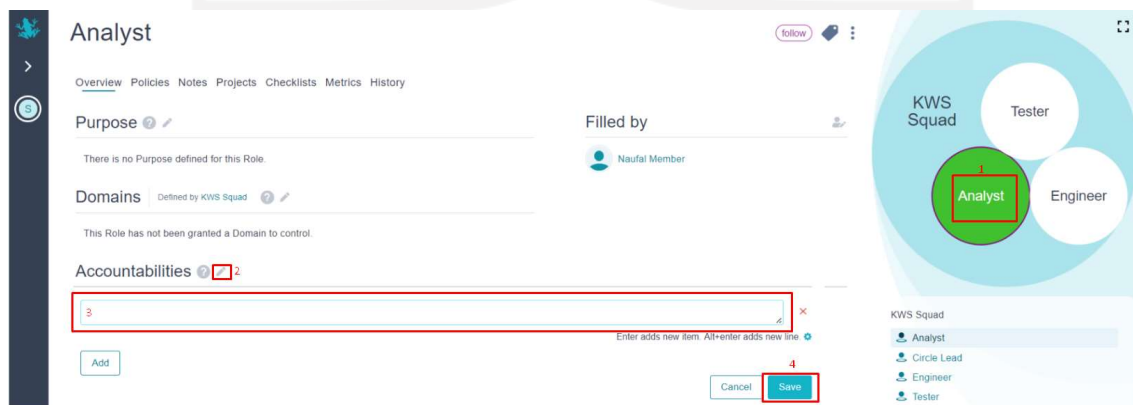 Analyst
follow
S
Overview Policies Notes Projects Checklists Metrics History
Purpose ?
Filled by
There is no Purpose defined for this Role.
Naufal Member
Domains Defined by KWS Squad ?
This Role has not been granted a Domain to control.
Accountabilities ? 2
3
×
Enter adds new item. Alt+enter adds new line.
Add
4
Cancel Save
KWS
Squad
Tester
1
Analyst
Engineer
KWS Squad
Analyst
Circle Lead
Engineer
Tester